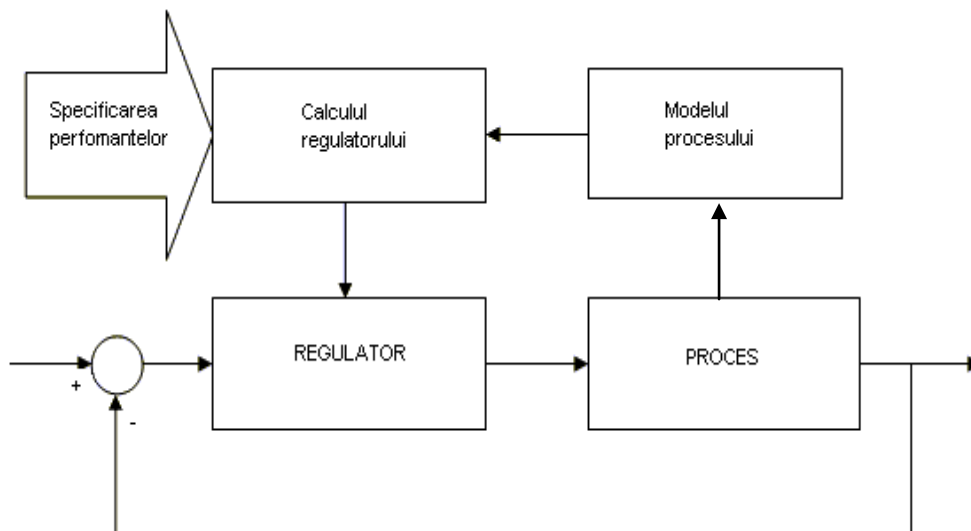 Specificarea
perfomantelor
Calculul
regulatorului
Modelul
procesului
REGULATOR
PROCES
+
-